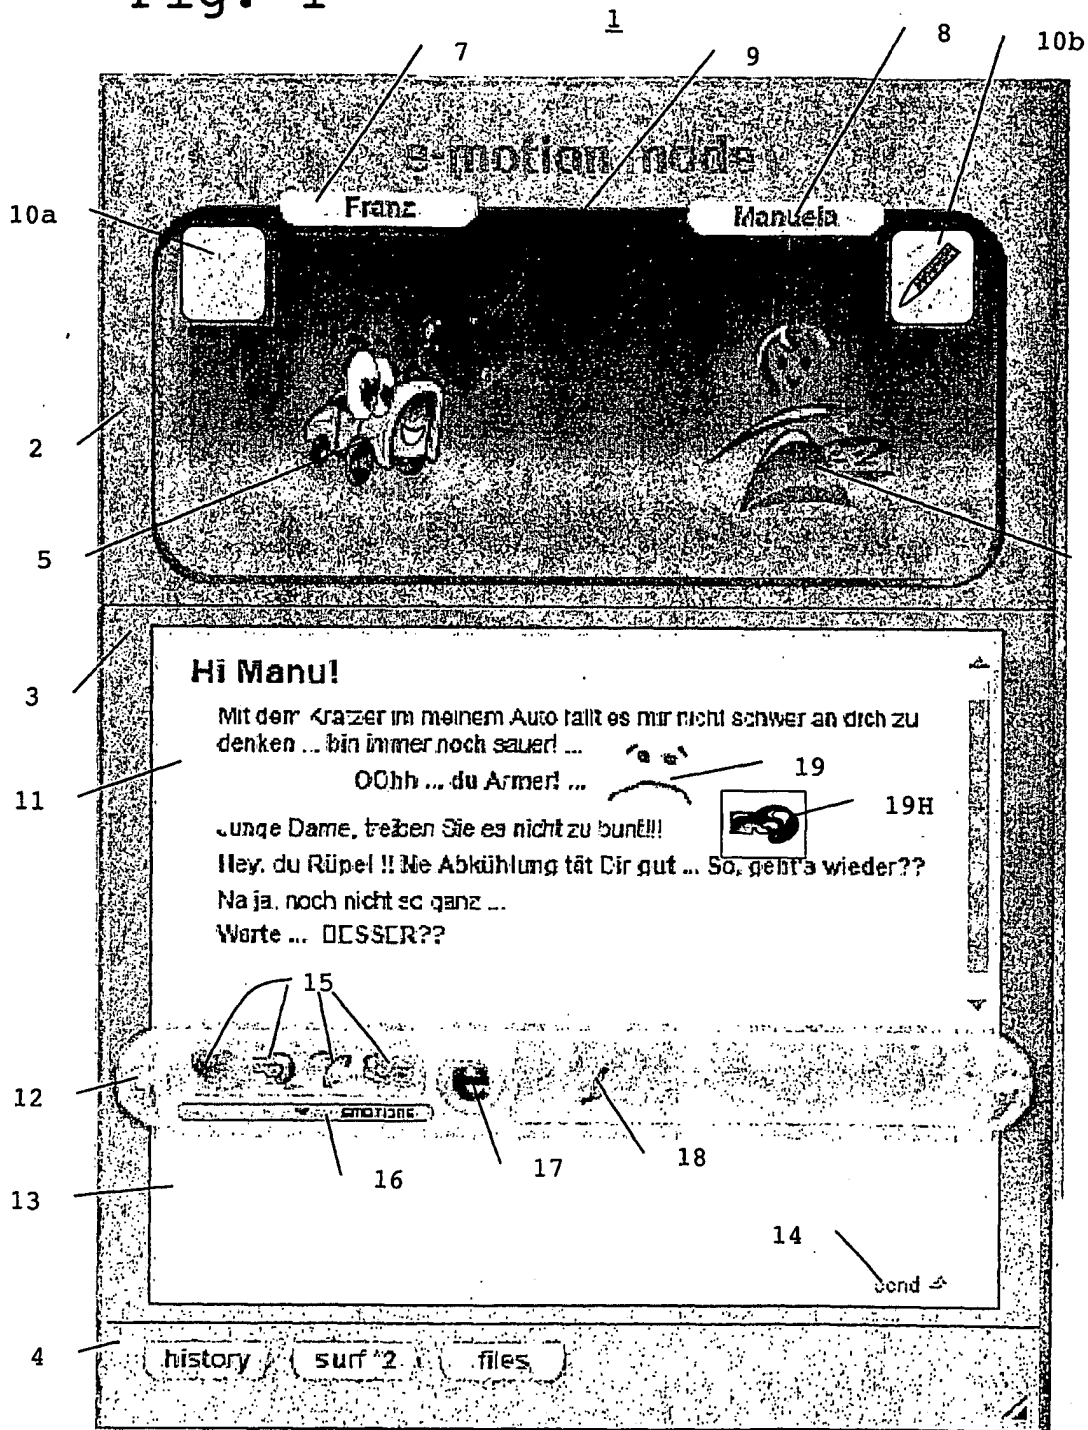 Fig. 1
1
7
9
8
10b
e-motion mode
10a
Franz
Manuela
2
5
3
Hi Manu!
Mit dem Kratzer im meinem Auto fällt es mir nicht schwer an dich zu
denken ... bin immer noch sauer! ...
OOhh ... du Armer! ...
19
19H
11
Junge Dame, treiben Sie es nicht zu bunt!!!
Hey, du Rüpel !! Ne Abkühlung tät Dir gut ... So, geht's wieder??
Na ja, noch nicht so ganz ...
Warte ... BESSER??
15
12
emotions
16
17
18
13
14
send
4
history
surf *2
files